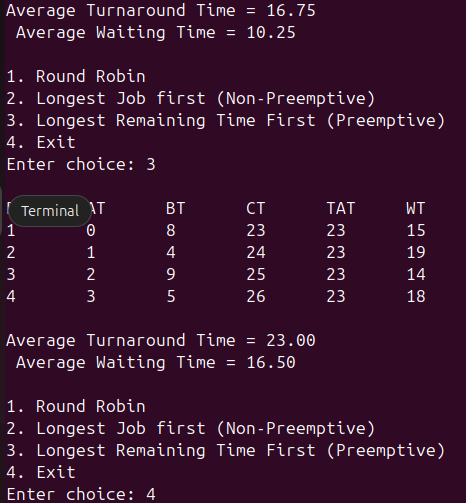 Average Turnaround Time = 16.75
Average Waiting Time = 10.25
1. Round Robin
2. Longest Job first (Non-Preemptive)
3. Longest Remaining Time First (Preemptive)
4. Exit
Enter choice: 3
Terminal AT BT CT TAT WT
1 0 8 23 23 15
2 1 4 24 23 19
3 2 9 25 23 14
4 3 5 26 23 18
Average Turnaround Time = 23.00
Average Waiting Time = 16.50
1. Round Robin
2. Longest Job first (Non-Preemptive)
3. Longest Remaining Time First (Preemptive)
4. Exit
Enter choice: 4